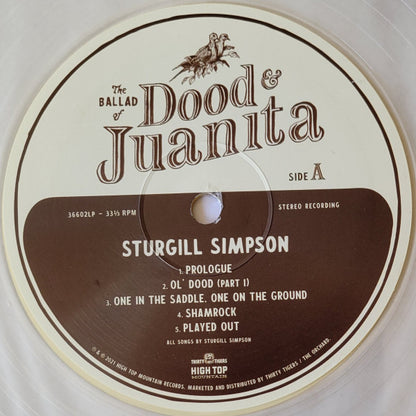 The
BALLAD
of
Dood &
Juanita
SIDE A
36602LP – 33⅓ RPM
STEREO RECORDING
STURGILL SIMPSON
1. PROLOGUE
2. OL' DOOD (PART I)
3. ONE IN THE SADDLE, ONE ON THE GROUND
4. SHAMROCK
5. PLAYED OUT
ALL SONGS BY STURGILL SIMPSON
THIRTY TIGERS
HIGH TOP
MOUNTAIN
℗ & © 2021 HIGH TOP MOUNTAIN RECORDS. MARKETED AND DISTRIBUTED BY THIRTY TIGERS / THE ORCHARD.